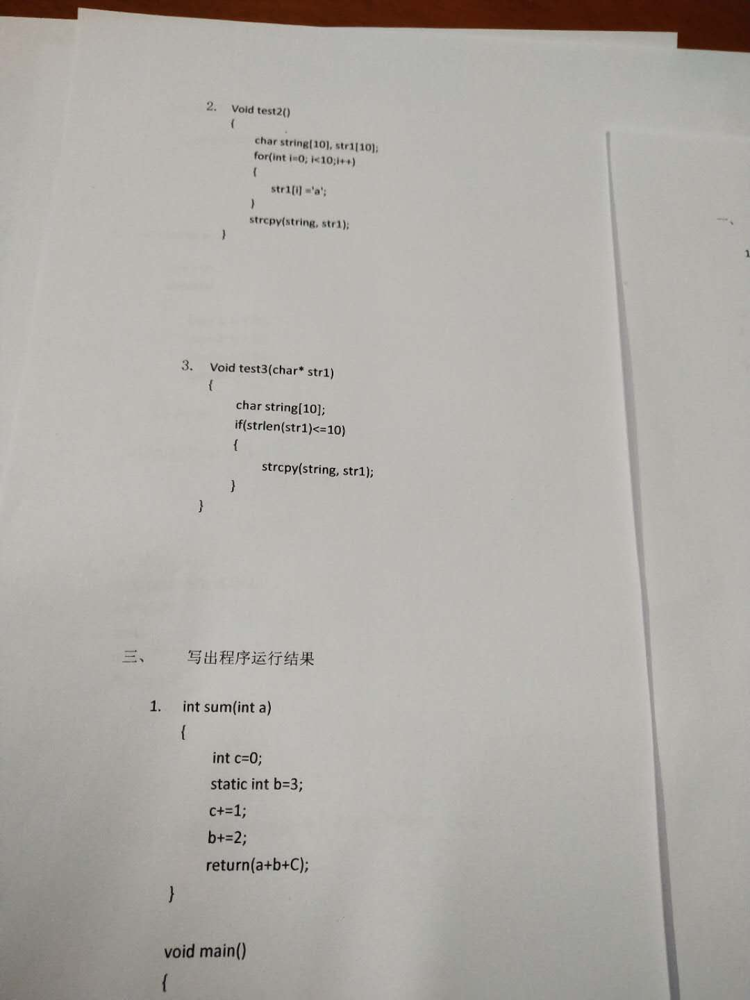 2. Void test2()
{
char string[10], str1[10];
for(int i=0; i<10;i++)
{
str1[i] ='a';
}
strcpy(string, str1);
}
3. Void test3(char* str1)
{
char string[10];
if(strlen(str1)<=10)
{
strcpy(string, str1);
}
}
三、 写出程序运行结果
1. int sum(int a)
{
int c=0;
static int b=3;
c+=1;
b+=2;
return(a+b+C);
}
void main()
{
一、
1